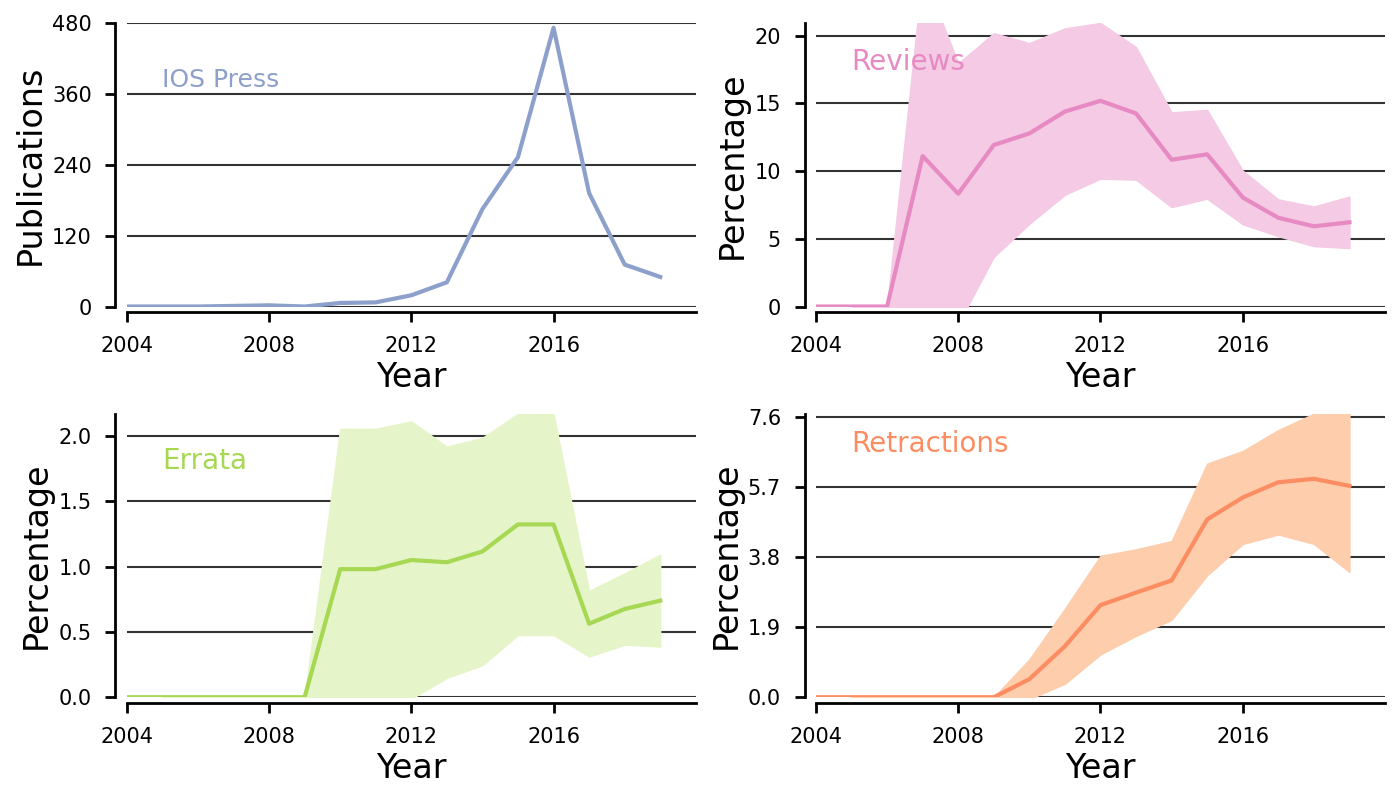 IOS Press
Publications
480
360
240
120
0
2004 2008 2012 2016
Year
Reviews
Percentage
20
15
10
5
0
2004 2008 2012 2016
Year
Errata
Percentage
2.0
1.5
1.0
0.5
0.0
2004 2008 2012 2016
Year
Retractions
Percentage
7.6
5.7
3.8
1.9
0.0
2004 2008 2012 2016
Year